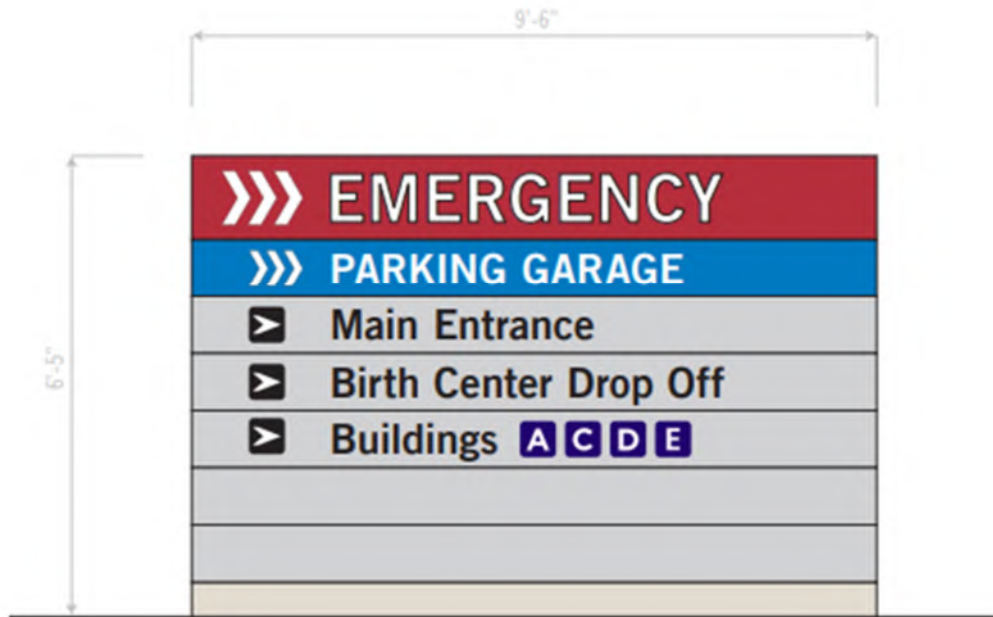 9'-6"
EMERGENCY
PARKING GARAGE
Main Entrance
Birth Center Drop Off
Buildings A C D E
6'-5"